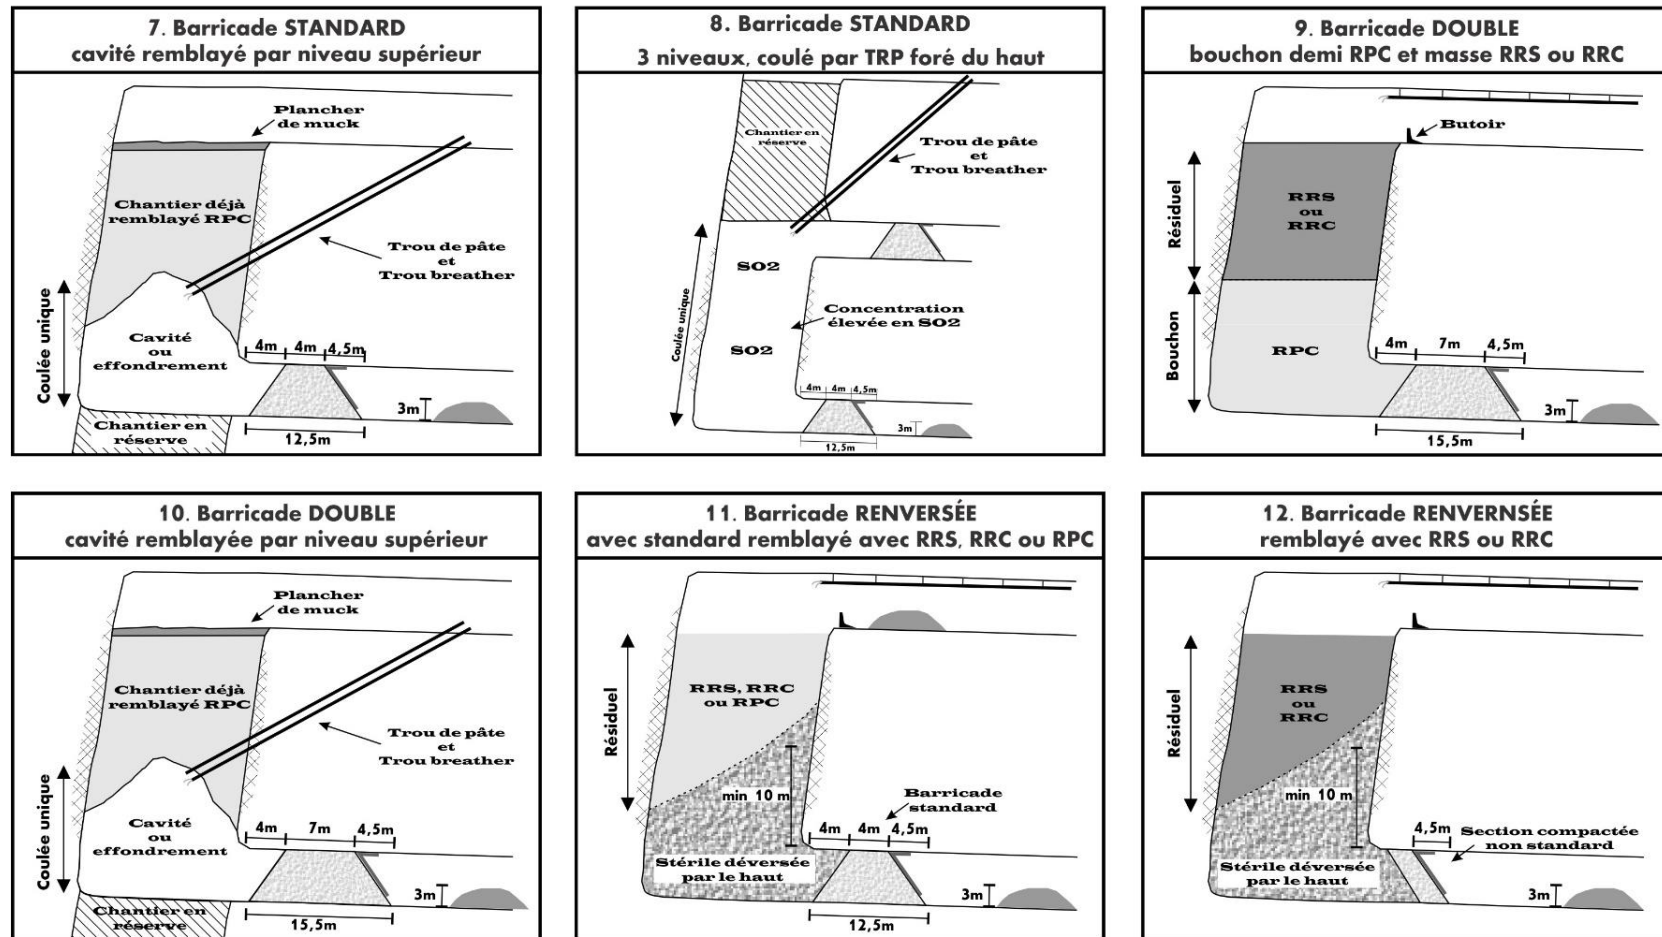 7. Barricade STANDARD
cavité remblayé par niveau supérieur
Plancher
de muck
Chantier déjà
remblayé RPC
Trou de pâte
et
Trou breather
Coulée unique
Cavité
ou
effondrement
4m
4m
4,5m
3m
12,5m
Chantier en
réserve
8. Barricade STANDARD
3 niveaux, coulé par TRP foré du haut
Chantier en
réserve
Trou de pâte
et
Trou breather
SO2
Coulée unique
Concentration
élevée en SO2
SO2
4m
4m
4,5m
3m
12,5m
9. Barricade DOUBLE
bouchon demi RPC et masse RRS ou RRC
Butoir
Résiduel
RRS
ou
RRC
Bouchon
RPC
4m
7m
4,5m
3m
15,5m
10. Barricade DOUBLE
cavité remblayée par niveau supérieur
Plancher
de muck
Chantier déjà
remblayé RPC
Trou de pâte
et
Trou breather
Coulée unique
Cavité
ou
effondrement
4m
7m
4,5m
3m
15,5m
Chantier en
réserve
11. Barricade RENVERSÉE
avec standard remblayé avec RRS, RRC ou RPC
Résiduel
RRS, RRC
ou RPC
min 10 m
Barricade
standard
4m
4m
4,5m
Stérile déversée
par le haut
3m
12,5m
12. Barricade RENVERNSÉE
remblayé avec RRS ou RRC
Résiduel
RRS
ou
RRC
min 10 m
4,5m
Section compactée
non standard
Stérile déversée
par le haut
3m